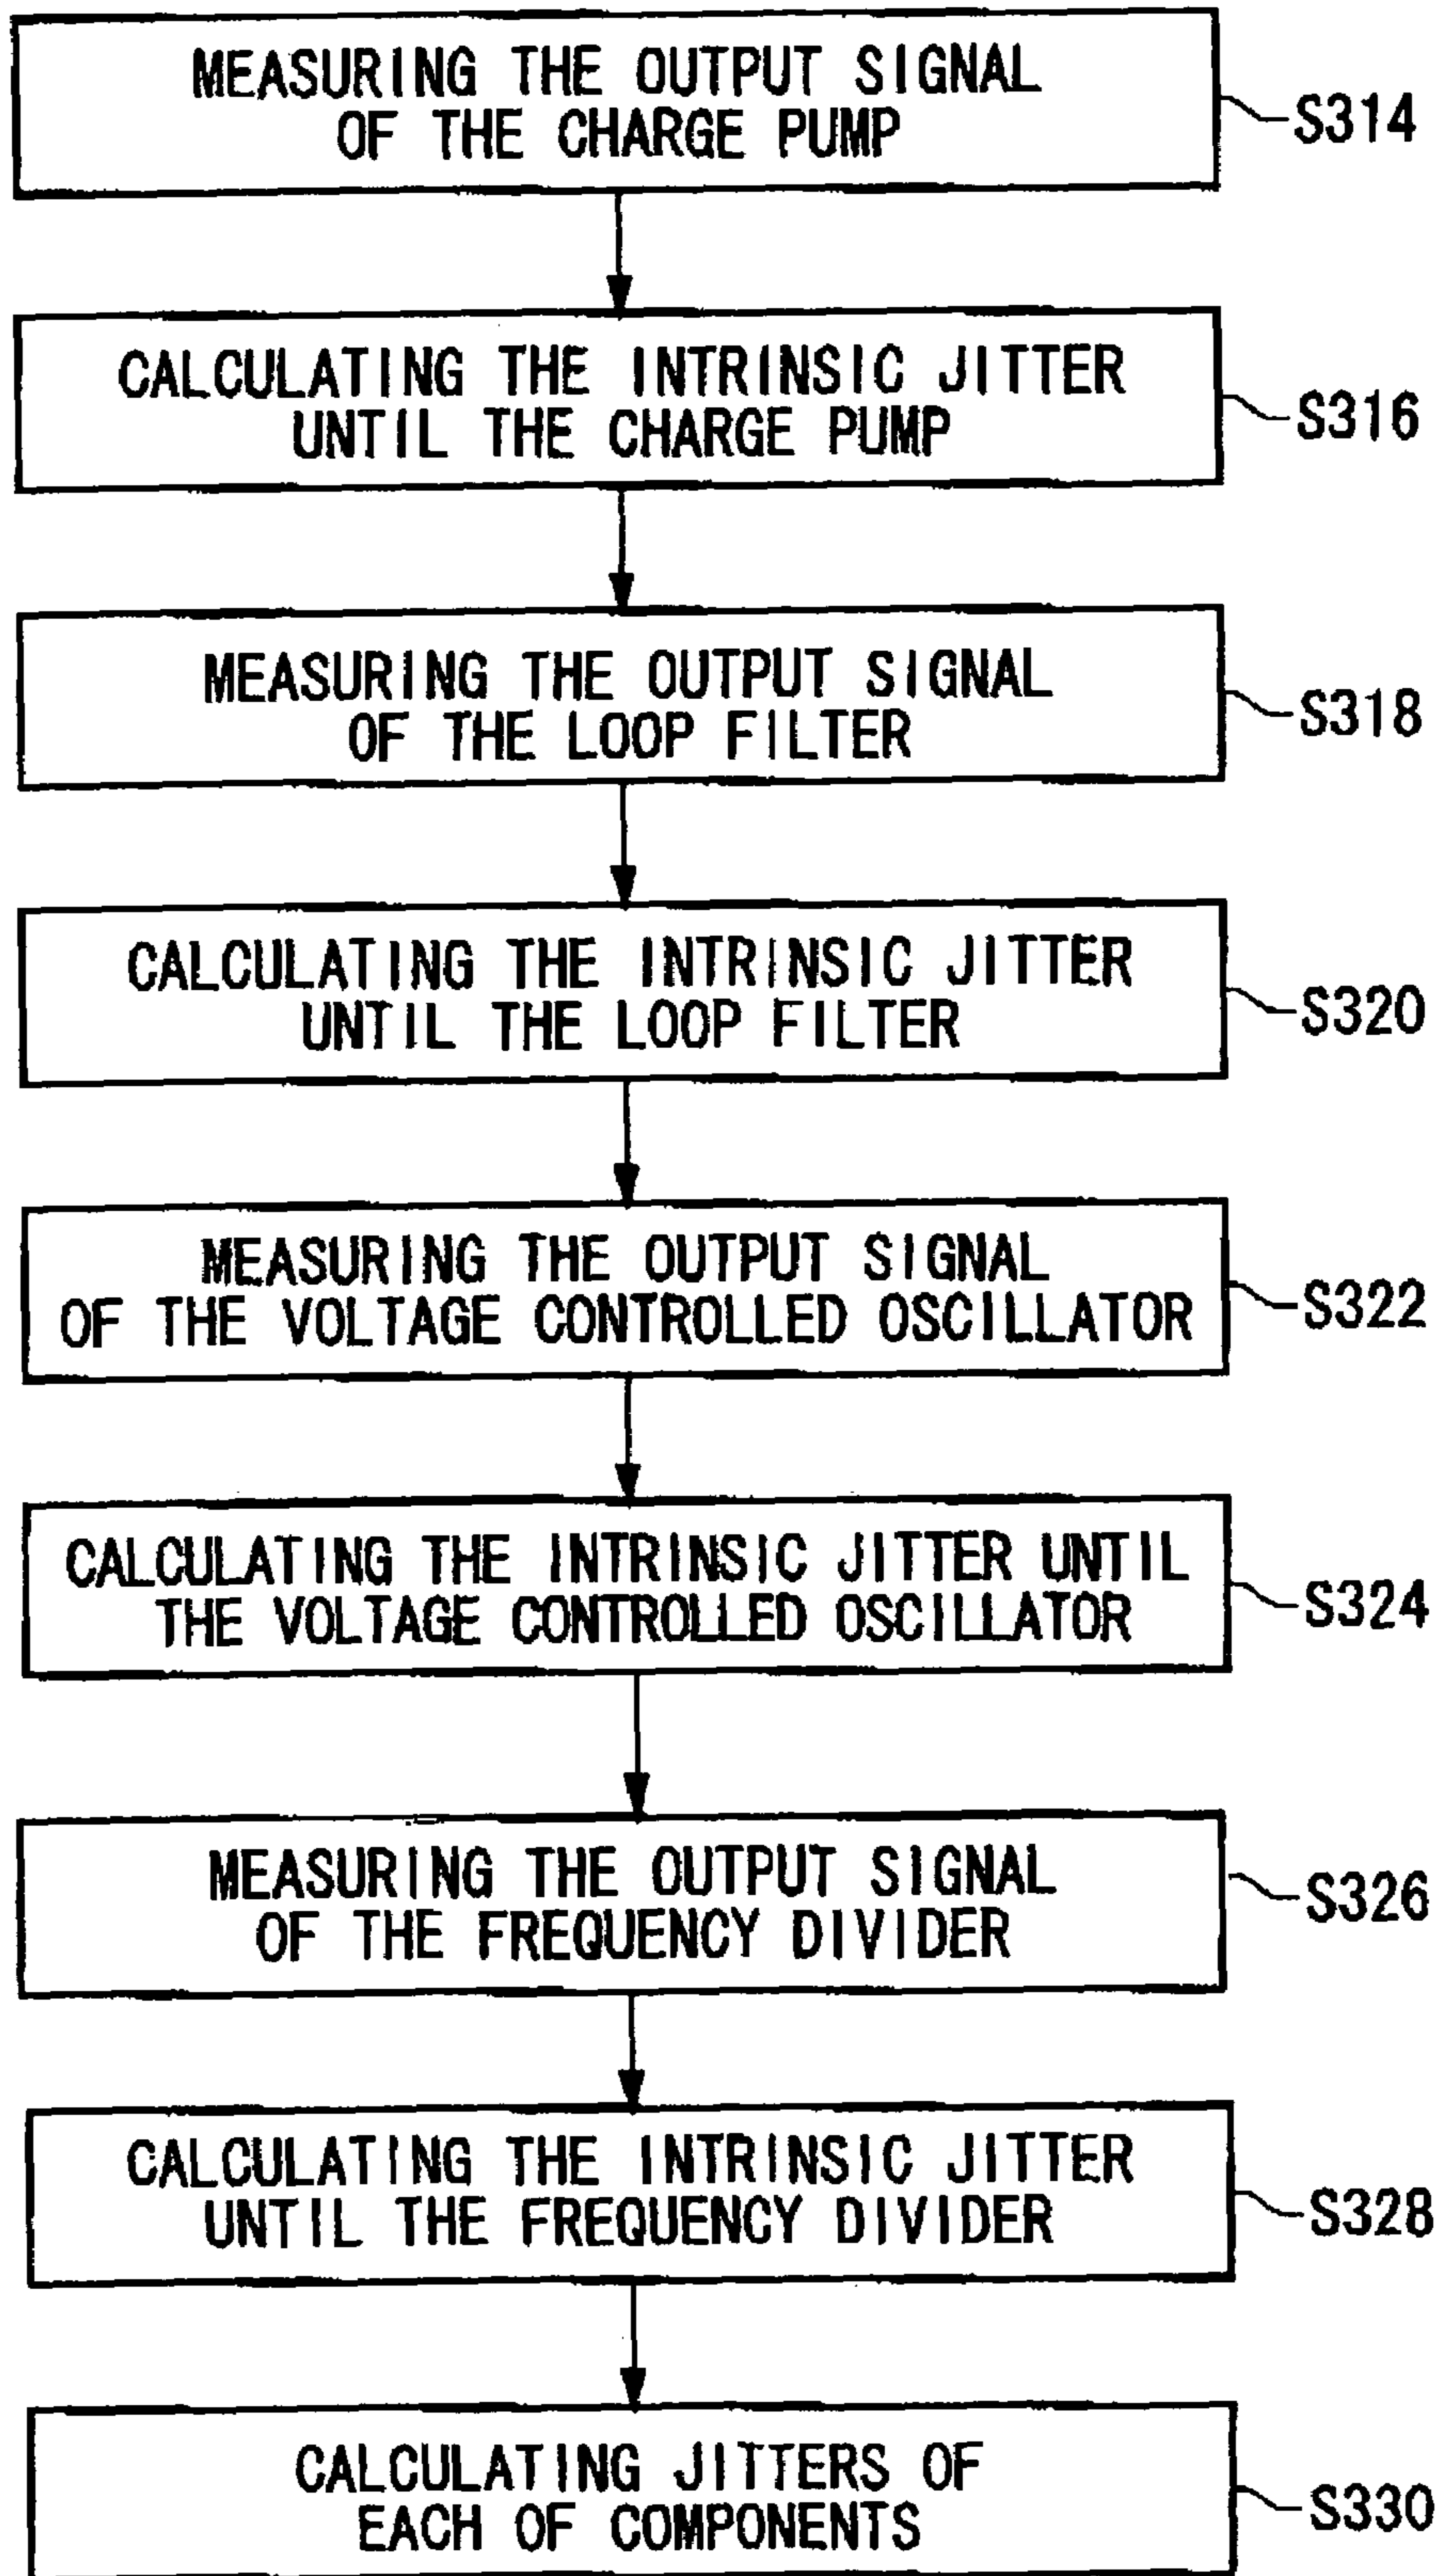 MEASURING THE OUTPUT SIGNAL
OF THE CHARGE PUMP
S314
CALCULATING THE INTRINSIC JITTER
UNTIL THE CHARGE PUMP
S316
MEASURING THE OUTPUT SIGNAL
OF THE LOOP FILTER
S318
CALCULATING THE INTRINSIC JITTER
UNTIL THE LOOP FILTER
S320
MEASURING THE OUTPUT SIGNAL
OF THE VOLTAGE CONTROLLED OSCILLATOR
S322
CALCULATING THE INTRINSIC JITTER UNTIL
THE VOLTAGE CONTROLLED OSCILLATOR
S324
MEASURING THE OUTPUT SIGNAL
OF THE FREQUENCY DIVIDER
S326
CALCULATING THE INTRINSIC JITTER
UNTIL THE FREQUENCY DIVIDER
S328
CALCULATING JITTERS OF
EACH OF COMPONENTS
S330